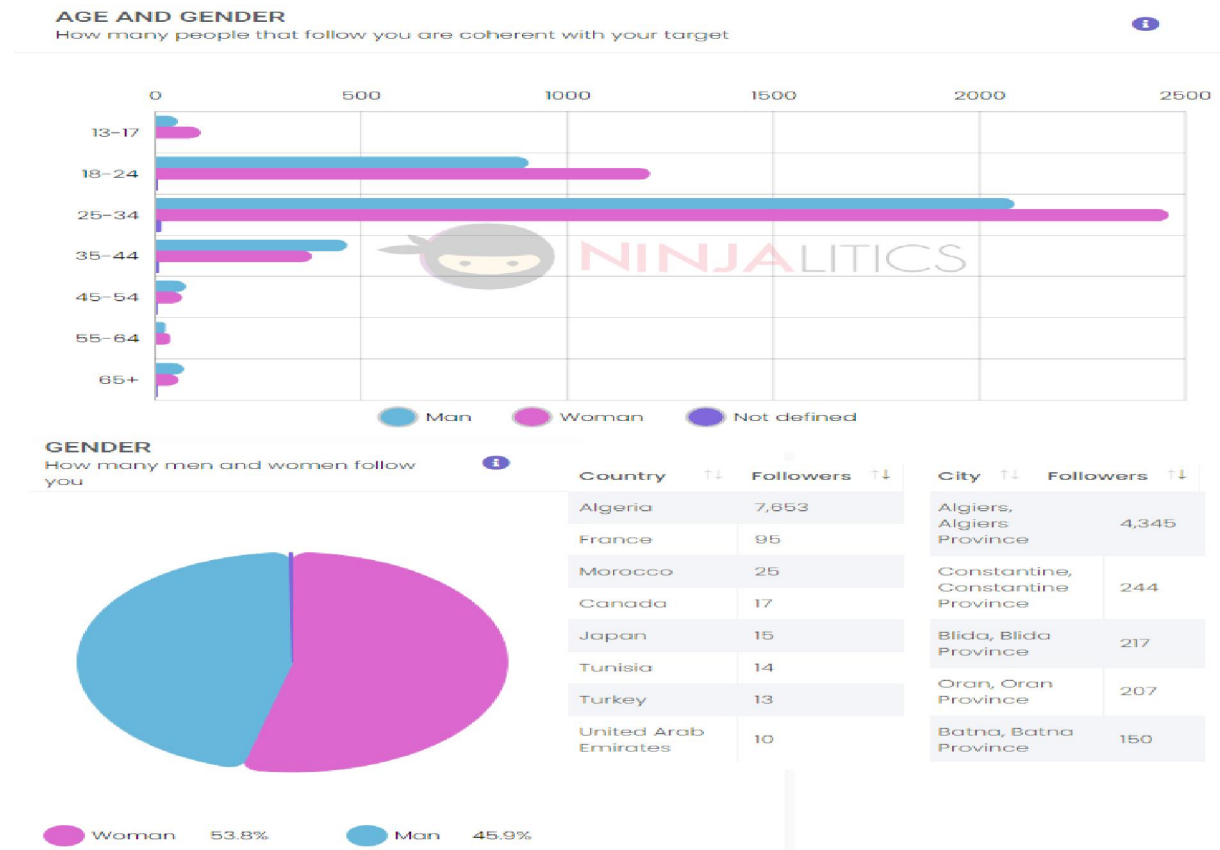 AGE AND GENDER
How many people that follow you are coherent with your target
0 500 1000 1500 2000 2500
13-17
18-24
25-34
35-44
45-54
55-64
65+
NINJALITICS
Man Woman Not defined
GENDER
How many men and women follow
you
Woman 53.8% Man 45.9%
Country Followers
Algeria 7,653
France 95
Morocco 25
Canada 17
Japan 15
Tunisia 14
Turkey 13
United Arab
Emirates 10
City Followers
Algiers,
Algiers 4,345
Province
Constantine,
Constantine 244
Province
Blida, Blida
Province 217
Oran, Oran
Province 207
Batna, Batna
Province 150